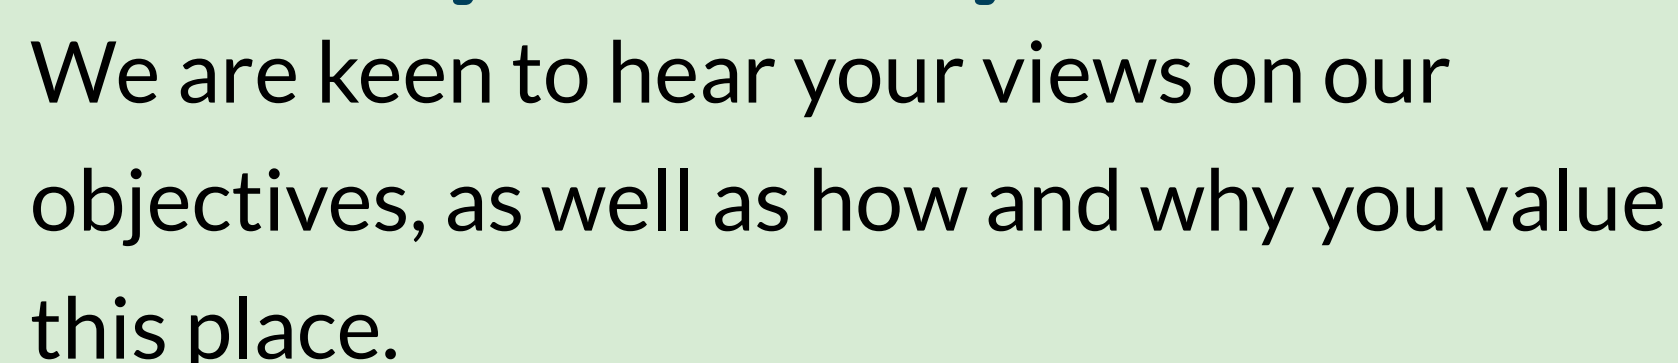 We are keen to hear your views on our
objectives, as well as how and why you value
this place.